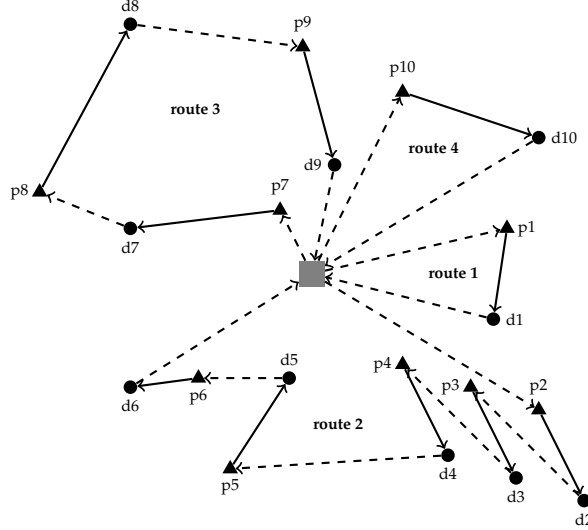 d8
p9
p10
route 3
d10
route 4
d9
p8
p7
p1
d7
route 1
d1
d5
p4
p3
p2
d6
p6
route 2
d4
d3
p5
d2